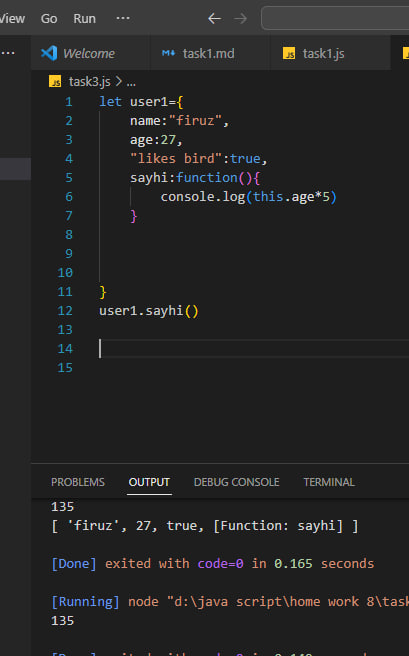 View Go Run ...
... Welcome task1.md JS task1.js JS
JS task3.js > ...
1 let user1={
2 name:"firuz",
3 age:27,
4 "likes bird":true,
5 sayhi:function(){
6 console.log(this.age*5)
7 }
8
9
10
11 }
12 user1.sayhi()
13
14
15
PROBLEMS OUTPUT DEBUG CONSOLE TERMINAL
135
[ 'firuz', 27, true, [Function: sayhi] ]
[Done] exited with code=0 in 0.165 seconds
[Running] node "d:\java script\home work 8\task
135